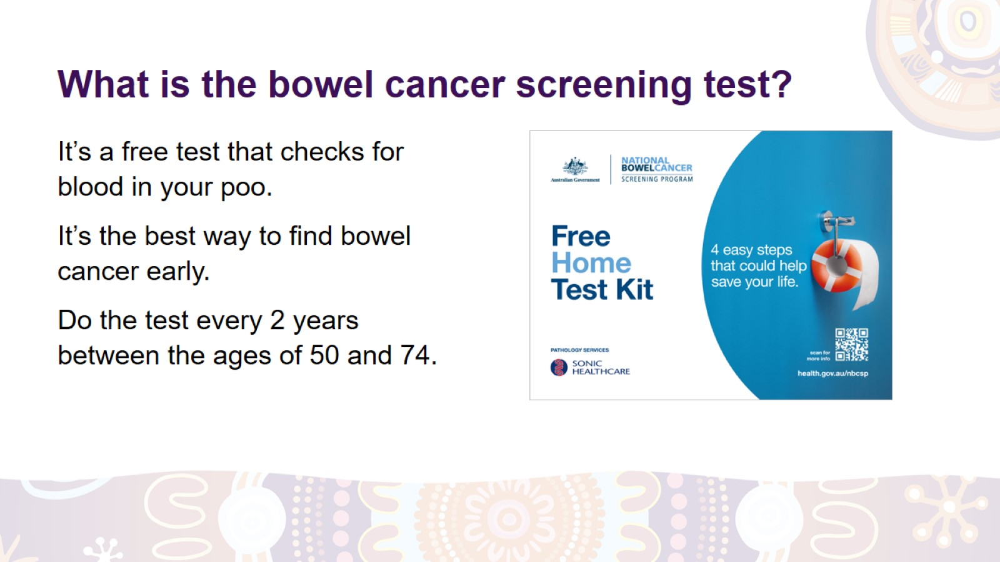 What is the bowel cancer screening test?
It’s a free test that checks for
blood in your poo.
It’s the best way to find bowel
cancer early.
Do the test every 2 years
between the ages of 50 and 74.
Australian Government
NATIONAL
BOWELCANCER
SCREENING PROGRAM
Free
Home
Test Kit
4 easy steps
that could help
save your life.
PATHOLOGY SERVICES
SONIC
HEALTHCARE
scan for
more info
health.gov.au/nbcsp